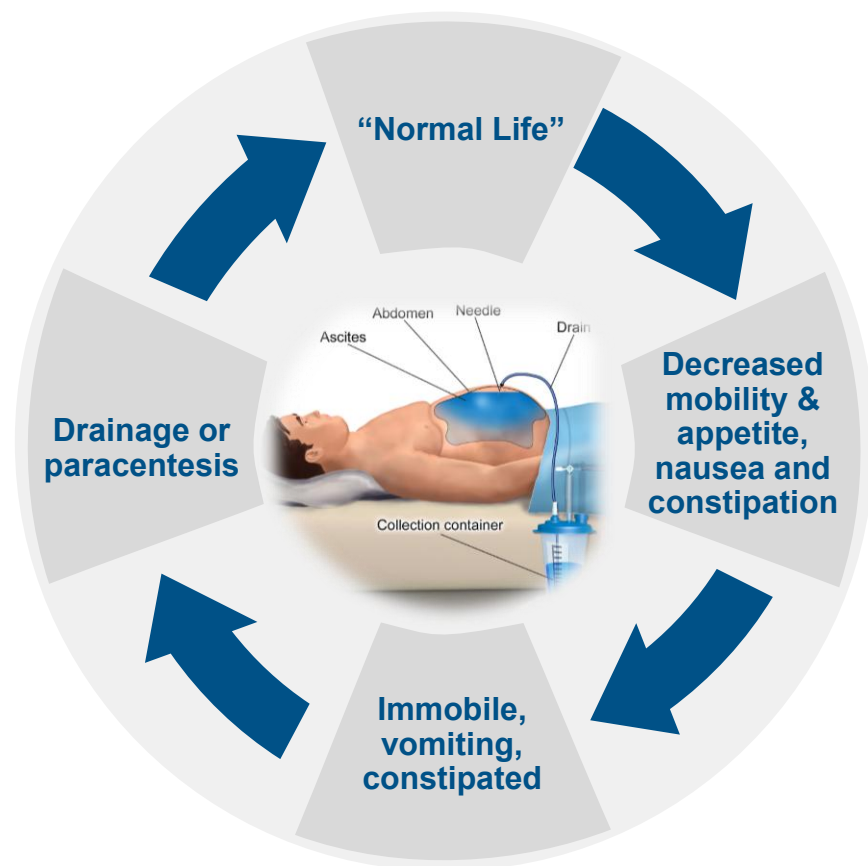 “Normal Life”
Decreased
mobility &
appetite,
nausea and
constipation
Immobile,
vomiting,
constipated
Drainage or
paracentesis
Abdomen
Needle
Ascites
Drain
Collection container